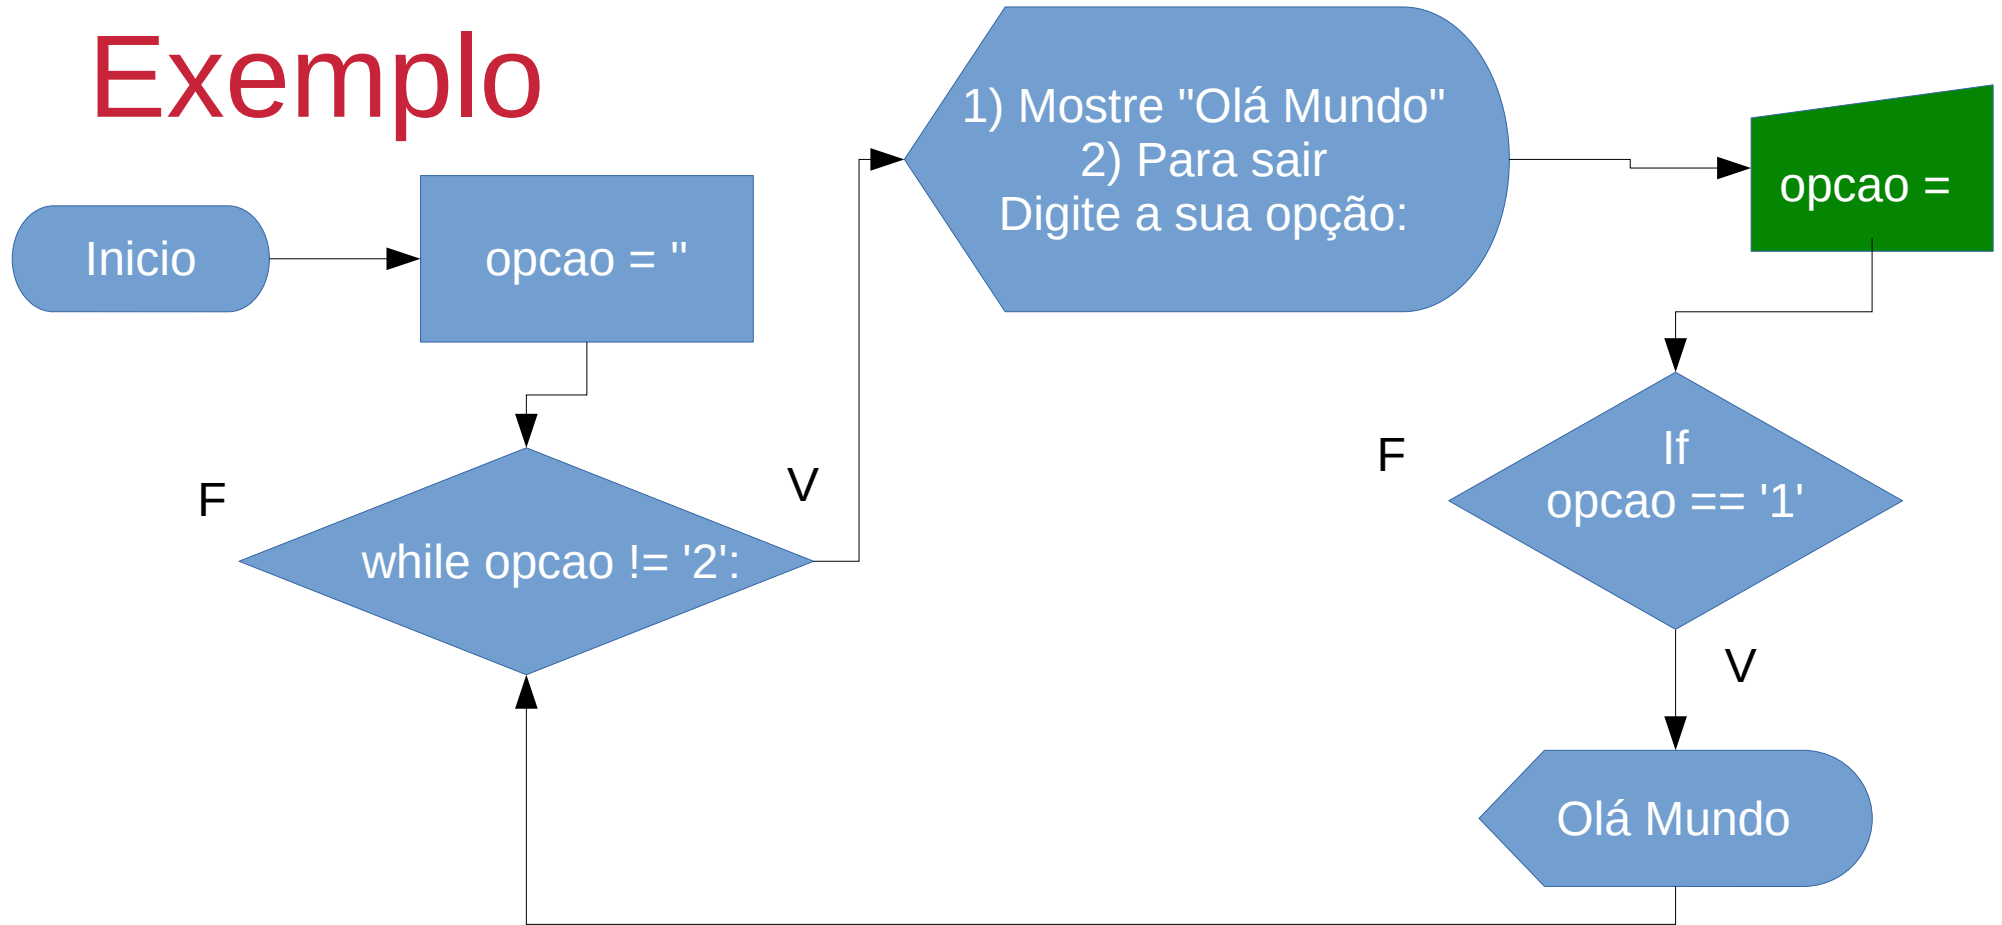 Exemplo
Inicio
opcao = ''
F
while opcao != '2':
V
1) Mostre "Olá Mundo"
2) Para sair
Digite a sua opção:
opcao =
F
If
opcao == '1'
V
Olá Mundo